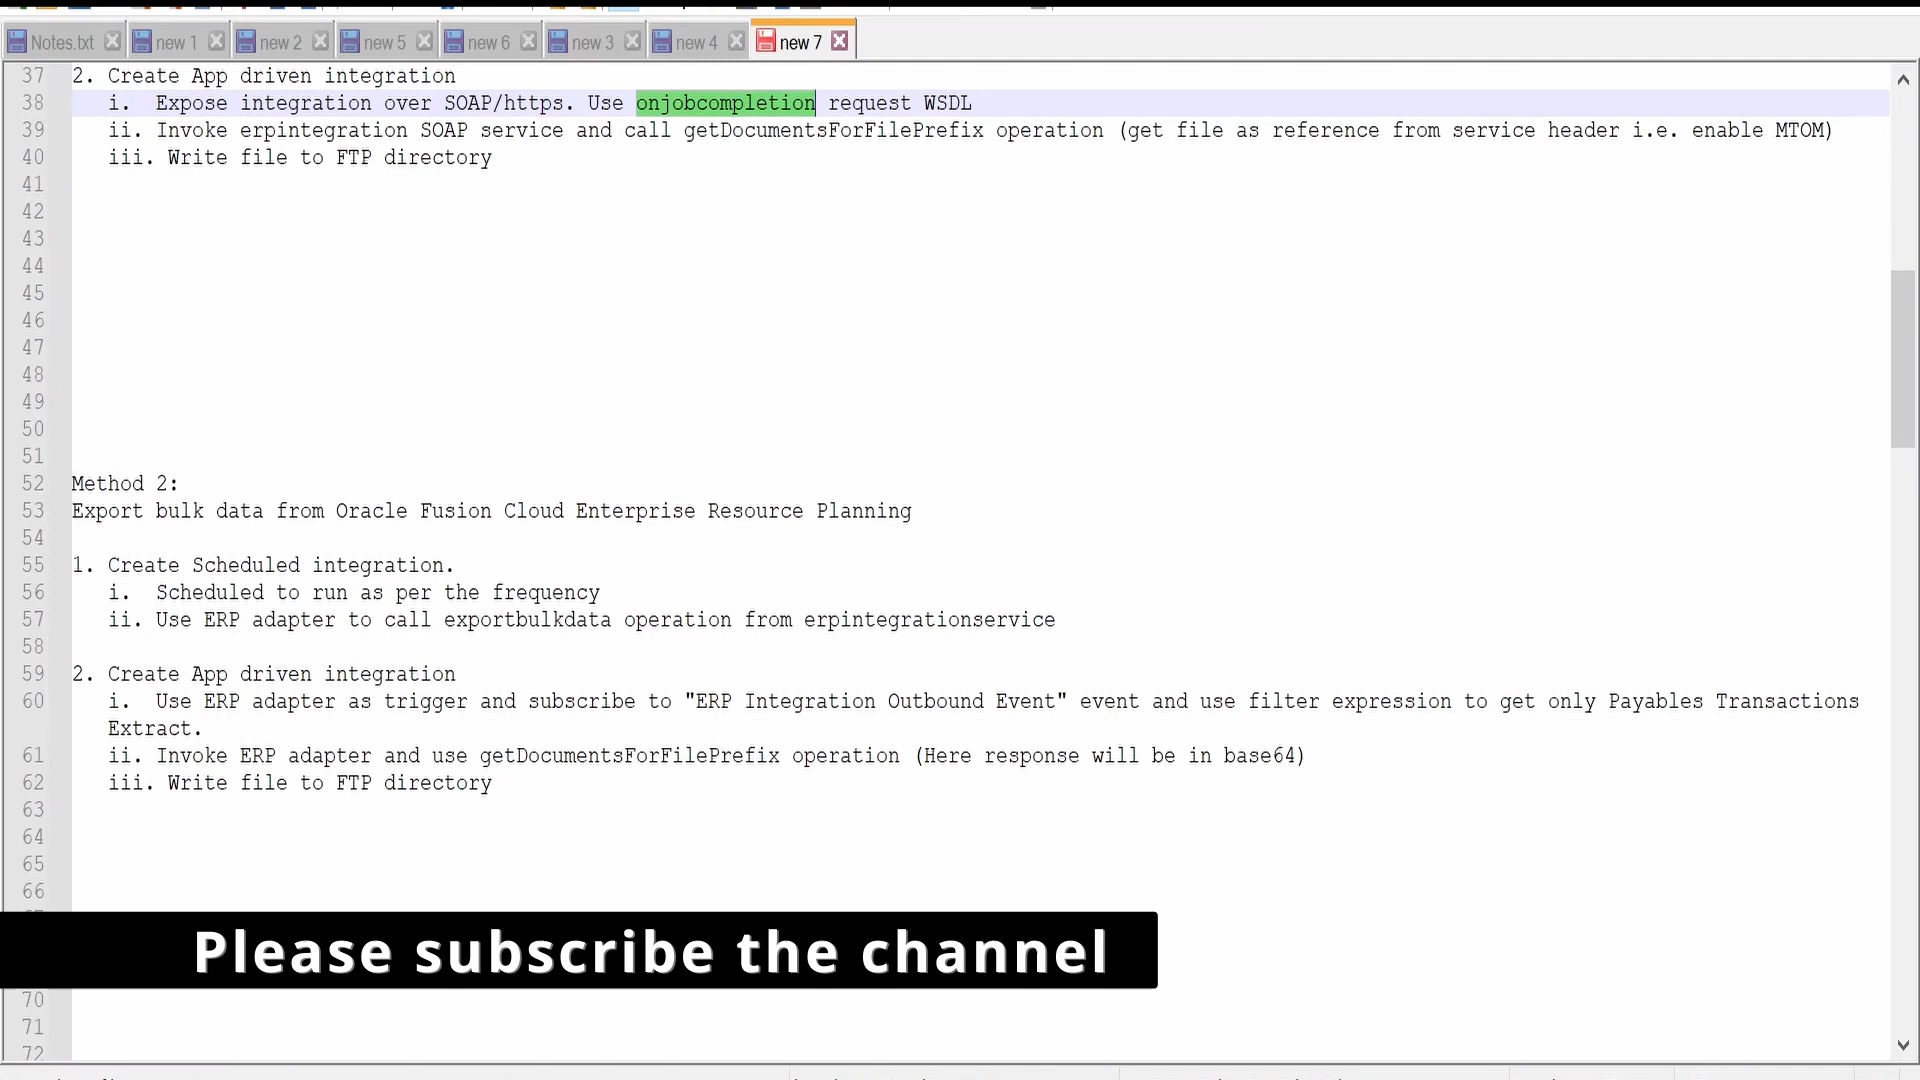 Notes.txt new 1 new 2 new 5 new 6 new 3 new 4 new 7
37 2. Create App driven integration
38 i. Expose integration over SOAP/https. Use onjobcompletion request WSDL
39 ii. Invoke erpintegration SOAP service and call getDocumentsForFilePrefix operation (get file as reference from service header i.e. enable MTOM)
40 iii. Write file to FTP directory
41
42
43
44
45
46
47
48
49
50
51
52 Method 2:
53 Export bulk data from Oracle Fusion Cloud Enterprise Resource Planning
54
55 1. Create Scheduled integration.
56 i. Scheduled to run as per the frequency
57 ii. Use ERP adapter to call exportbulkdata operation from erpintegrationservice
58
59 2. Create App driven integration
60 i. Use ERP adapter as trigger and subscribe to "ERP Integration Outbound Event" event and use filter expression to get only Payables Transactions
Extract.
61 ii. Invoke ERP adapter and use getDocumentsForFilePrefix operation (Here response will be in base64)
62 iii. Write file to FTP directory
63
64
65
66
Please subscribe the channel
70
71
72